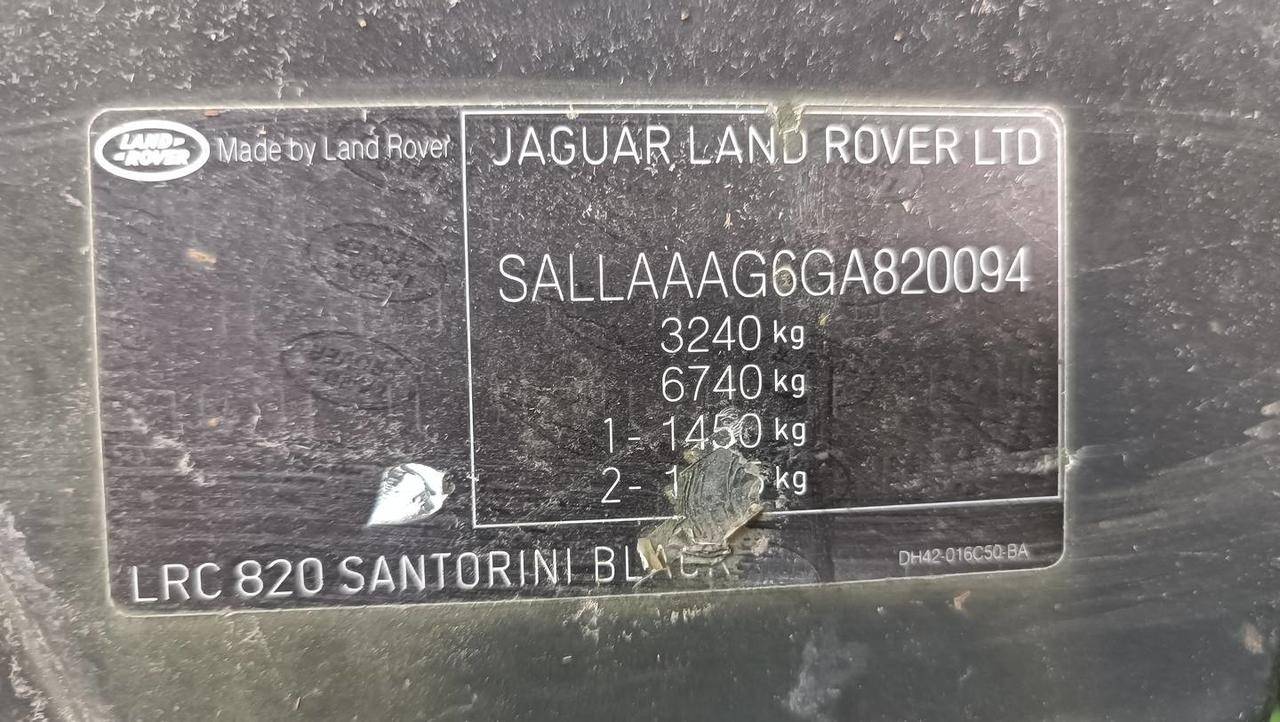 LAND ROVER Made by Land Rover
JAGUAR LAND ROVER LTD
SALLAAAG6GA820094
3240 kg
6740 kg
1- 1450 kg
2- kg
LRC 820 SANTORINI BLACK
DH42-016C50-BA